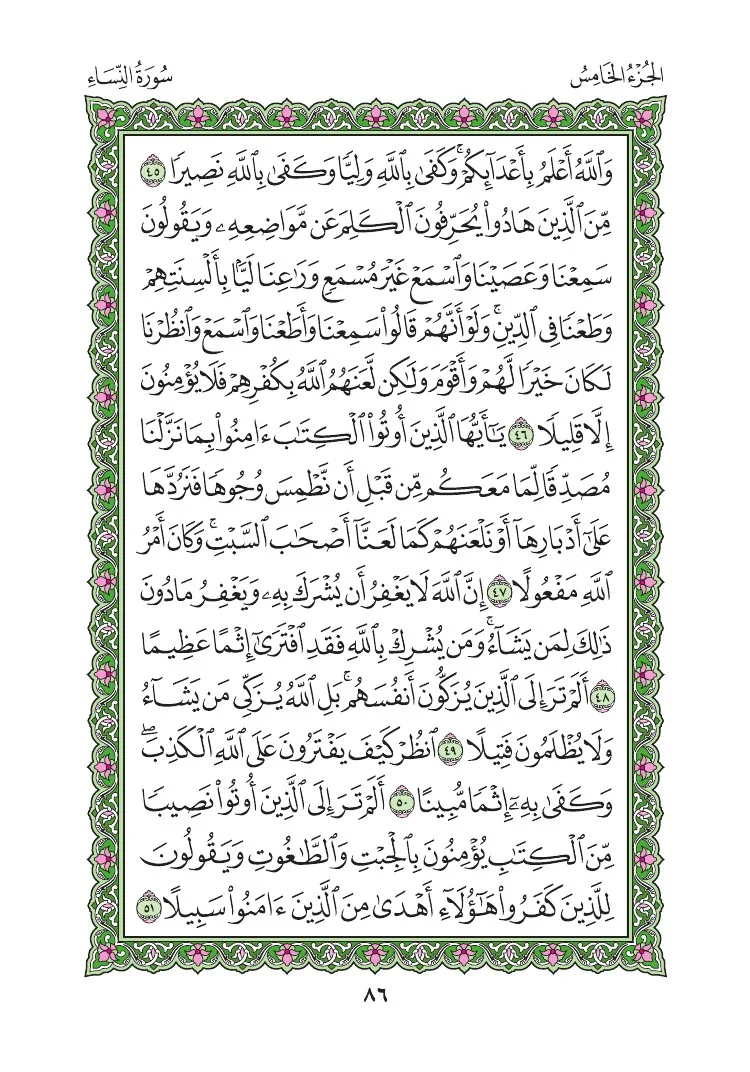 الجُزْءُ الخَامِسُ
سُورَةُ النِّسَاءِ
وَٱللَّهُ أَعْلَمُ بِأَعْدَآئِكُمْۚ وَكَفَىٰ بِٱللَّهِ وَلِيّٗا وَكَفَىٰ بِٱللَّهِ نَصِيرٗا ٤٥
مِّنَ ٱلَّذِينَ هَادُواْ يُحَرِّفُونَ ٱلۡكَلِمَ عَن مَّوَاضِعِهِۦ وَيَقُولُونَ
سَمِعۡنَا وَعَصَيۡنَا وَٱسۡمَعۡ غَيۡرَ مُسۡمَعٖ وَرَٰعِنَا لَيَّۢا بِأَلۡسِنَتِهِمۡ
وَطَعۡنٗا فِي ٱلدِّينِۚ وَلَوۡ أَنَّهُمۡ قَالُواْ سَمِعۡنَا وَأَطَعۡنَا وَٱسۡمَعۡ وَٱنظُرۡنَا
لَكَانَ خَيۡرٗا لَّهُمۡ وَأَقۡوَمَ وَلَٰكِن لَّعَنَهُمُ ٱللَّهُ بِكُفۡرِهِمۡ فَلَا يُؤۡمِنُونَ
إِلَّا قَلِيلٗا ٤٦ يَٰٓأَيُّهَا ٱلَّذِينَ أُوتُواْ ٱلۡكِتَٰبَ ءَامِنُواْ بِمَا نَزَّلۡنَا
مُصَدِّقٗا لِّمَا مَعَكُم مِّن قَبۡلِ أَن نَّطۡمِسَ وُجُوهٗا فَنَرُدَّهَا
عَلَىٰٓ أَدۡبَارِهَآ أَوۡ نَلۡعَنَهُمۡ كَمَا لَعَنَّآ أَصۡحَٰبَ ٱلسَّبۡتِۚ وَكَانَ أَمۡرُ
ٱللَّهِ مَفۡعُولًا ٤٧ إِنَّ ٱللَّهَ لَا يَغۡفِرُ أَن يُشۡرَكَ بِهِۦ وَيَغۡفِرُ مَا دُونَ
ذَٰلِكَ لِمَن يَشَآءُۚ وَمَن يُشۡرِكۡ بِٱللَّهِ فَقَدِ ٱفۡتَرَىٰٓ إِثۡمًا عَظِيمًا
٤٨ أَلَمۡ تَرَ إِلَى ٱلَّذِينَ يُزَكُّونَ أَنفُسَهُمۚ بَلِ ٱللَّهُ يُزَكِّي مَن يَشَآءُ
وَلَا يُظۡلَمُونَ فَتِيلًا ٤٩ ٱنظُرۡ كَيۡفَ يَفۡتَرُونَ عَلَى ٱللَّهِ ٱلۡكَذِبَۖ
وَكَفَىٰ بِهِۦٓ إِثۡمٗا مُّبِينًا ٥٠ أَلَمۡ تَرَ إِلَى ٱلَّذِينَ أُوتُواْ نَصِيبٗا
مِّنَ ٱلۡكِتَٰبِ يُؤۡمِنُونَ بِٱلۡجِبۡتِ وَٱلطَّٰغُوتِ وَيَقُولُونَ
لِلَّذِينَ كَفَرُواْ هَٰٓؤُلَآءِ أَهۡدَىٰ مِنَ ٱلَّذِينَ ءَامَنُواْ سَبِيلًا ٥١
٨٦